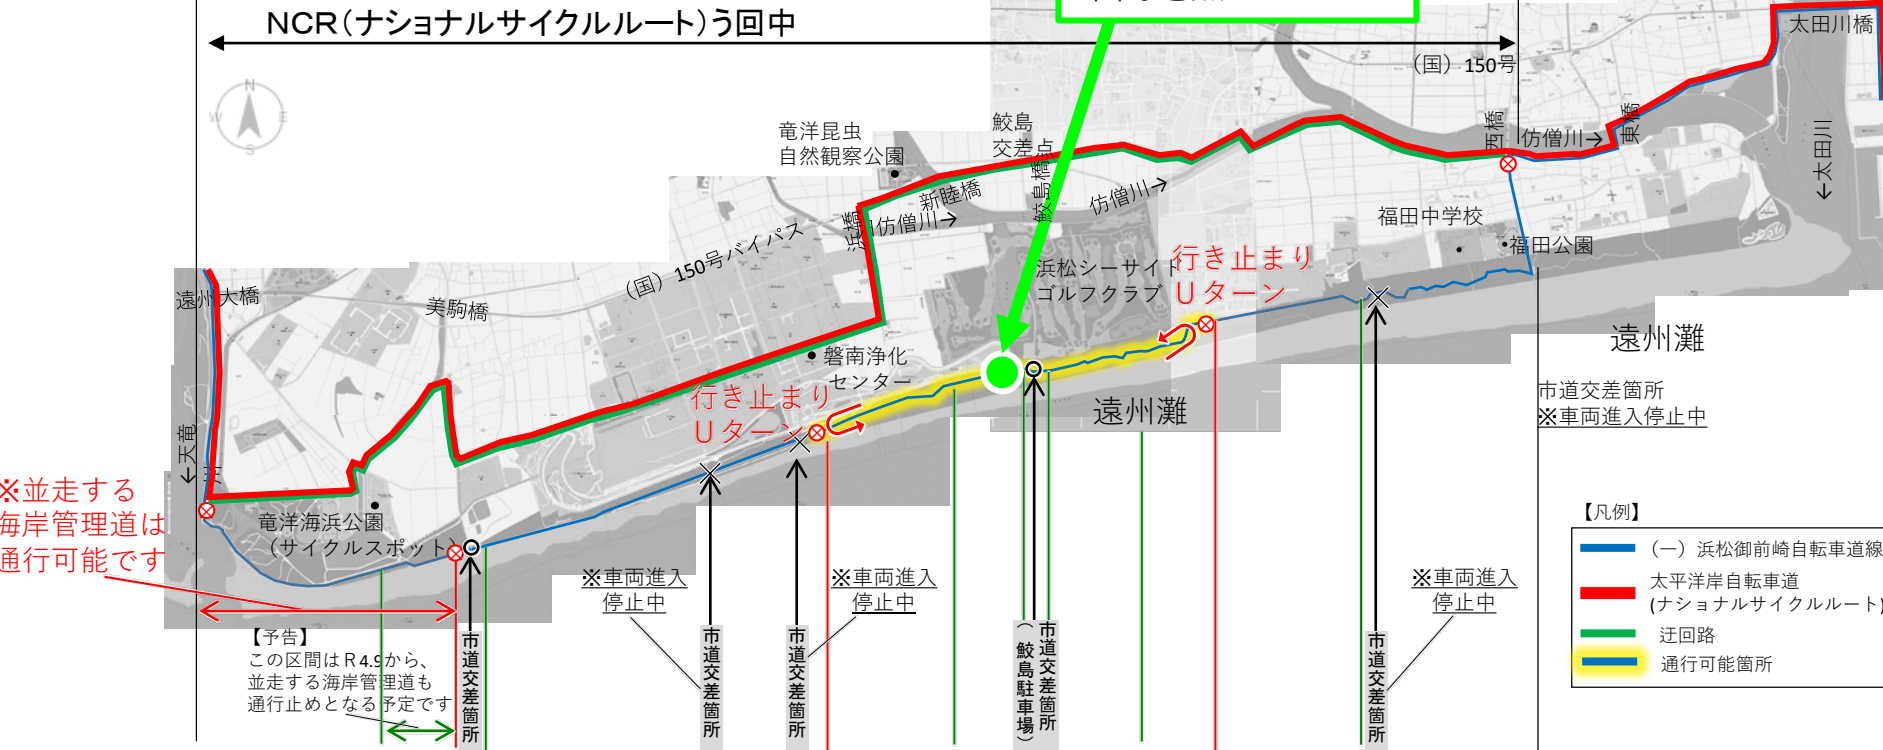 NCR(ナショナルサイクルルート)う回中
太田川橋
（国）150号
N
W
E
S
竜洋昆虫
自然観察公園
鮫島
交差点
西橋
仿僧川→
東橋
←太田川
新睦橋
鮫島橋
仿僧川→
浜橋
仿僧川→
福田中学校
福田公園
（国）150号バイパス
浜松シーサイド
ゴルフクラブ
行き止まり
Uターン
遠州大橋
美駒橋
遠州灘
磐南浄化
センター
行き止まり
Uターン
遠州灘
市道交差箇所
※車両進入停止中
←天竜川
※並走する
海岸管理道は
通行可能です
竜洋海浜公園
（サイクルスポット）
※車両進入
停止中
※車両進入
停止中
※車両進入
停止中
【予告】
この区間はR4.9から、
並走する海岸管理道も
通行止めとなる予定です
市道交差箇所
市道交差箇所
市道交差箇所
市道交差箇所
（鮫島駐車場）
市道交差箇所
【凡例】
（一）浜松御前崎自転車道線
太平洋岸自転車道
(ナショナルサイクルルート)
迂回路
通行可能箇所